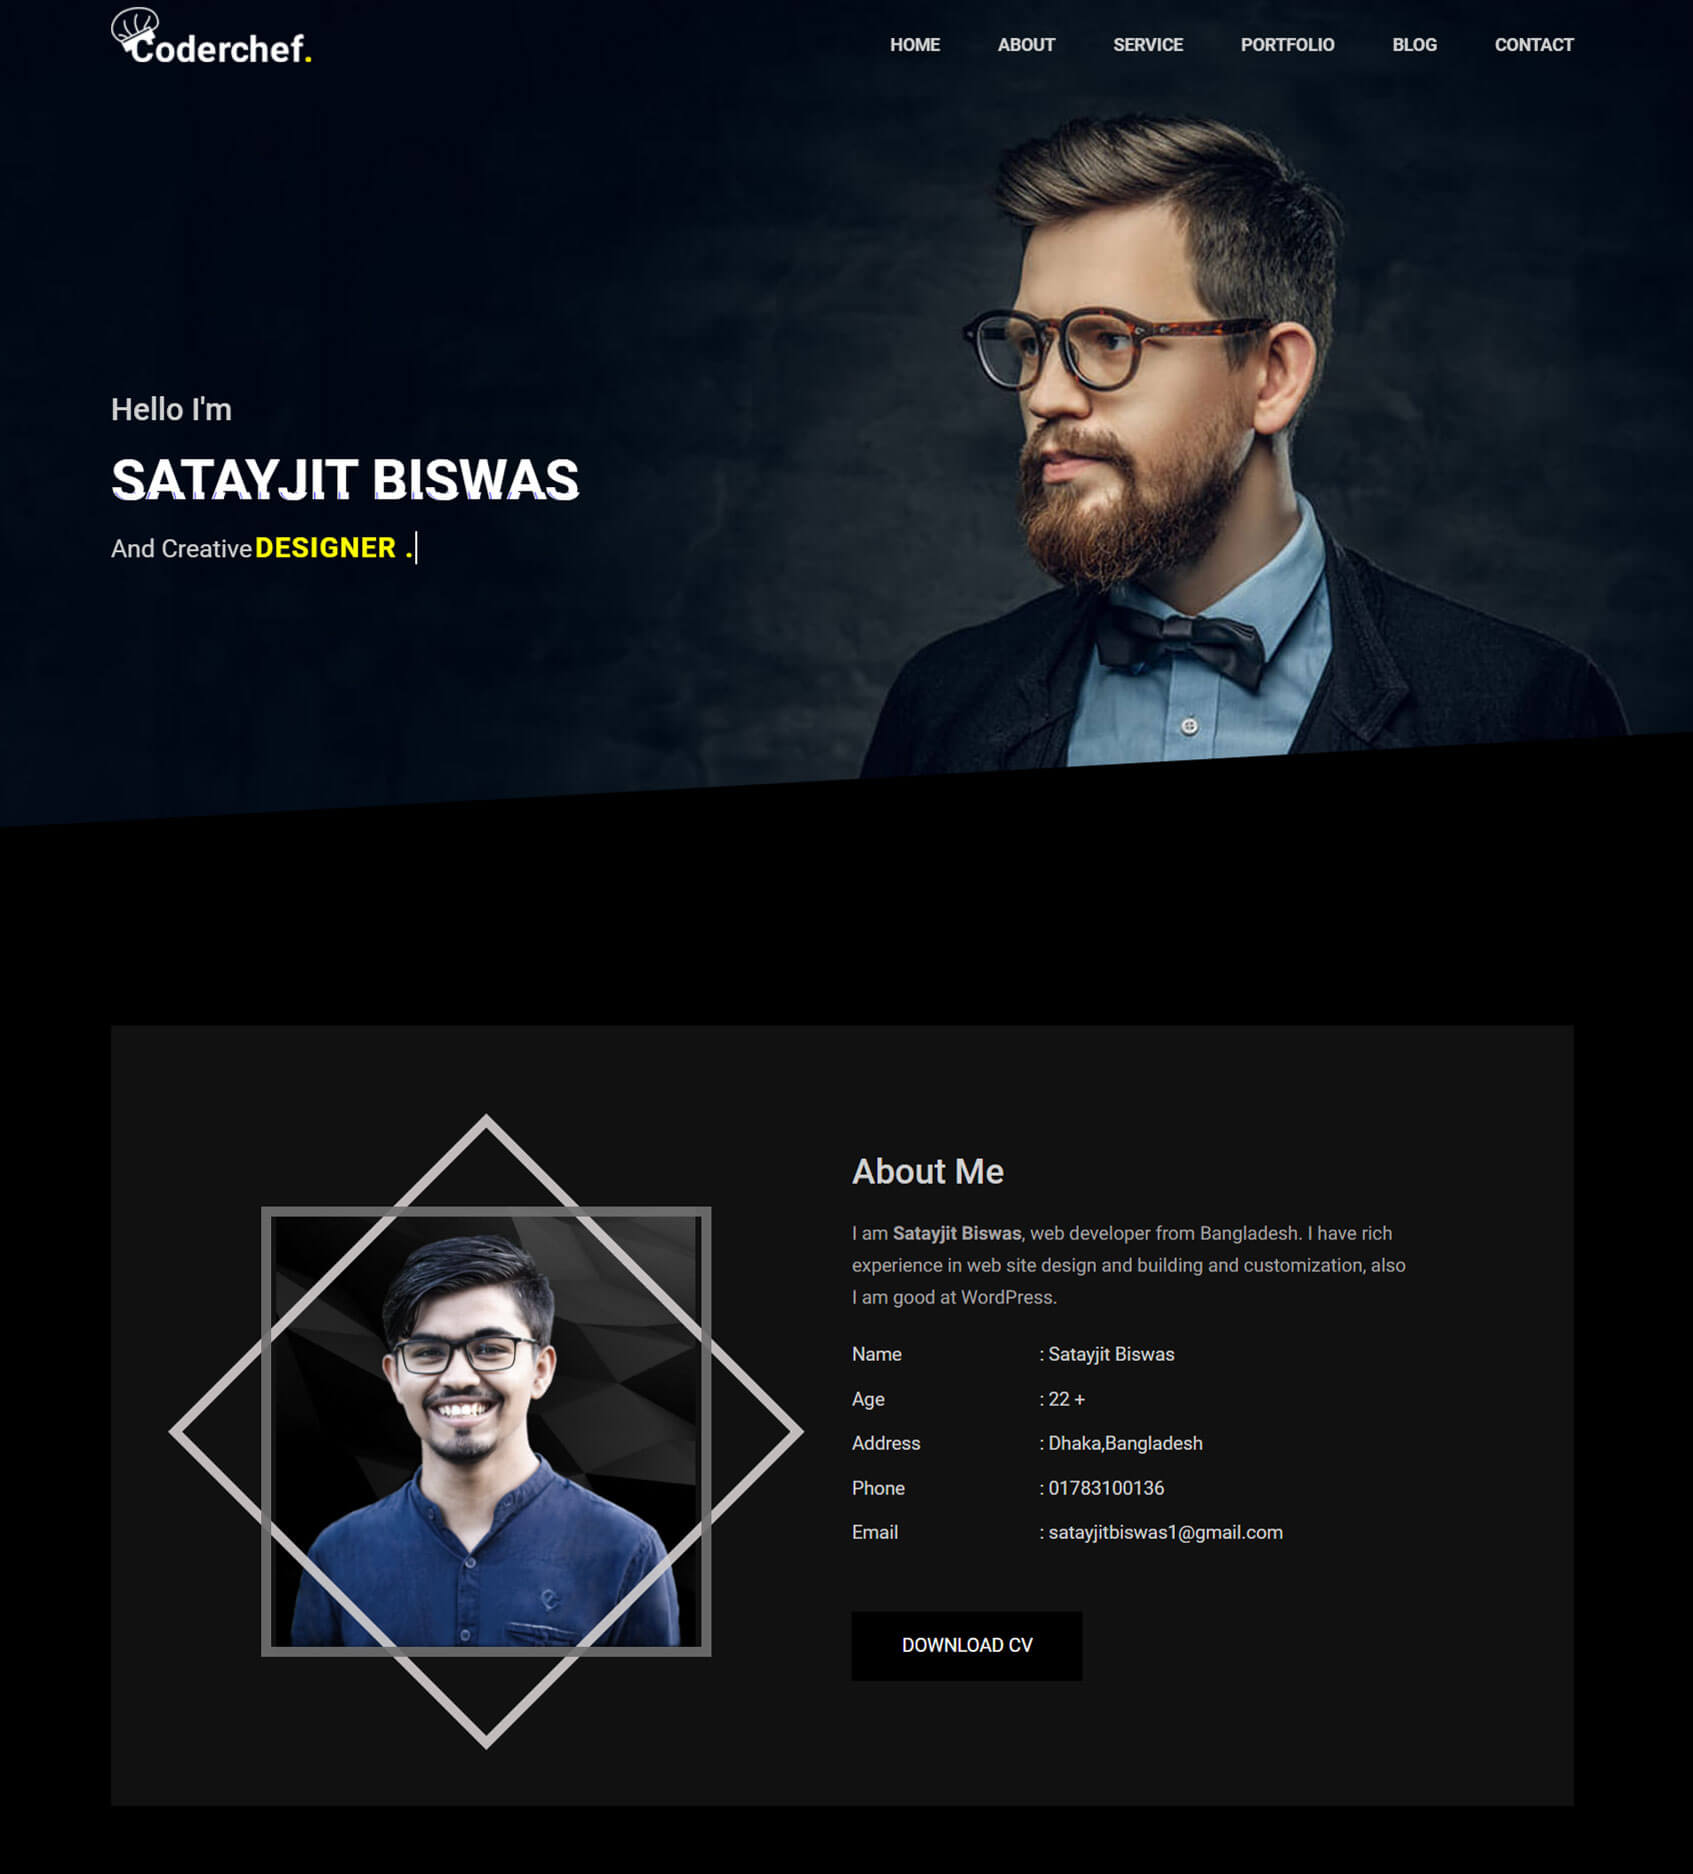 Coderchef.
HOME ABOUT SERVICE PORTFOLIO BLOG CONTACT
Hello I'm
SATAYJIT BISWAS
And Creative DESIGNER .
About Me
I am Satayjit Biswas, web developer from Bangladesh. I have rich
experience in web site design and building and customization, also
I am good at WordPress.
Name : Satayjit Biswas
Age : 22 +
Address : Dhaka,Bangladesh
Phone : 01783100136
Email : satayjitbiswas1@gmail.com
DOWNLOAD CV